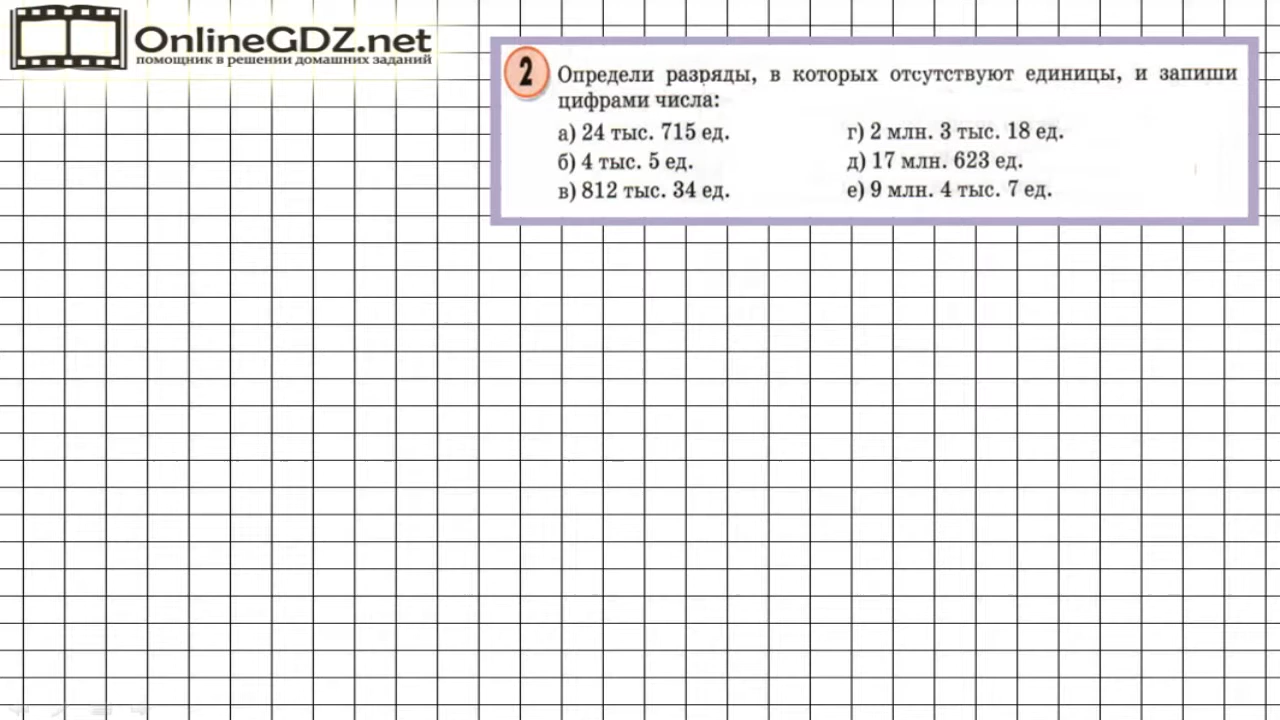 OnlineGDZ.net
помощник в решении домашних заданий
2 Определи разряды, в которых отсутствуют единицы, и запиши
цифрами числа:
а) 24 тыс. 715 ед.
б) 4 тыс. 5 ед.
в) 812 тыс. 34 ед.
г) 2 млн. 3 тыс. 18 ед.
д) 17 млн. 623 ед.
е) 9 млн. 4 тыс. 7 ед.